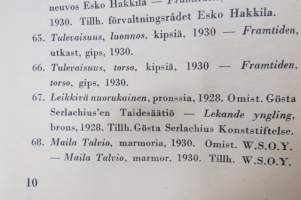 neuvos Esko Hakkila —
1930. Tillh. förvaltningsrådet Esko Hakkila.
65. Tulevaisuus, luonnos, kipsiä, 1930 — Framtiden,
utkast, gips, 1930.
66. Tulevaisuus, torso, kipsiä, 1930 — Framtiden,
torso, gips, 1930.
67. Leikkivä nuorukainen, pronssia, 1928. Omist. Gösta
Serlachius'en Taidesäätiö — Lekande yngling,
brons, 1928. Tillh. Gösta Serlachius Konststiftelse.
68. Maila Talvio, marmoria, 1930. Omist. W.S.O.Y.
— Maila Talvio, marmor, 1930. Tillh. W.S.O.Y.
10